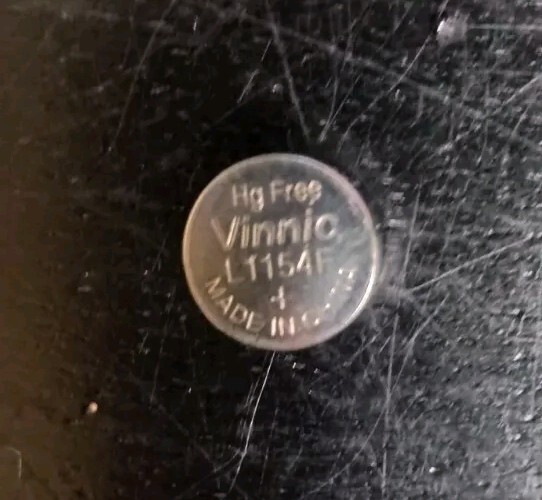 Hg Free
Vinnic
L1154F
+
MADE IN CHINA